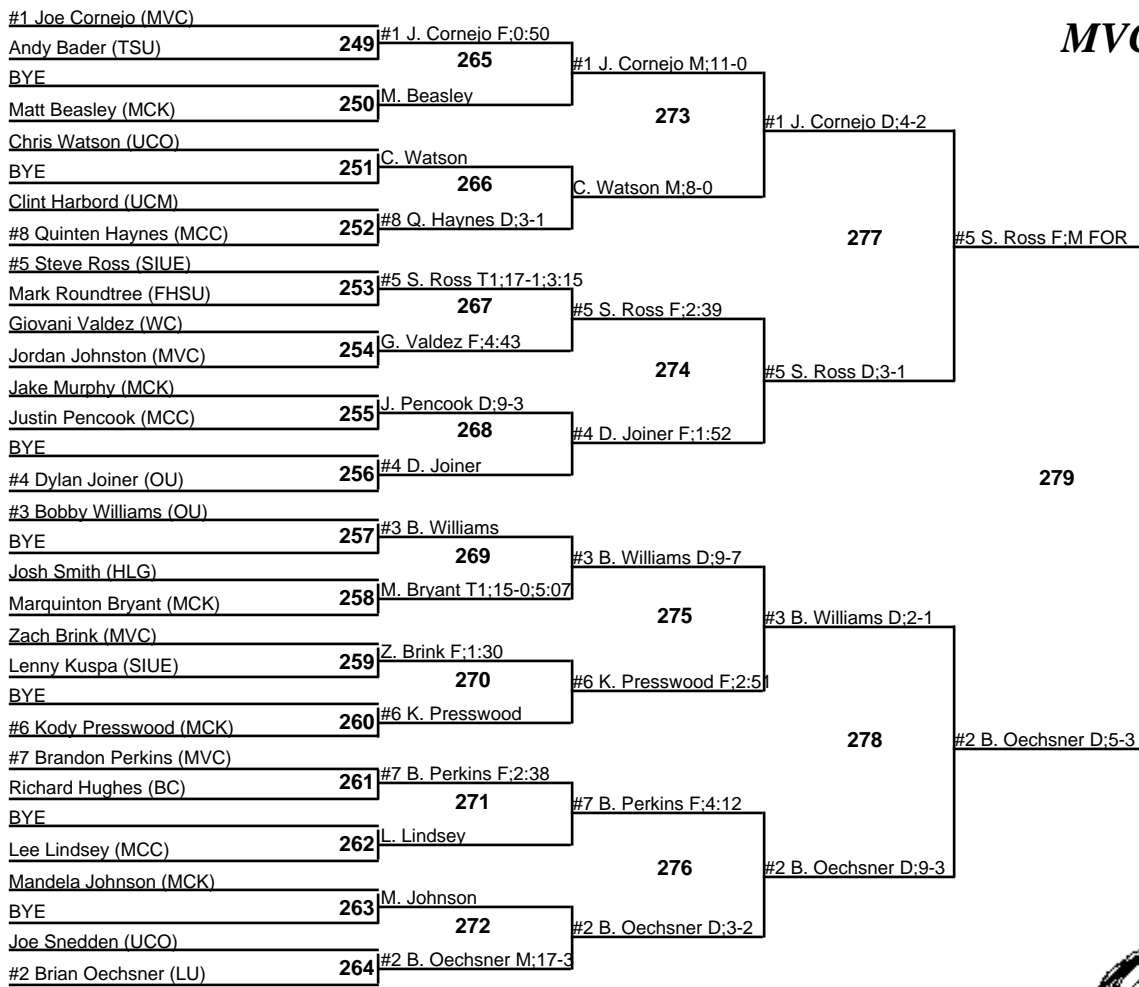 #1 Joe Cornejo (MVC)
Andy Bader (TSU)
BYE
Matt Beasley (MCK)
Chris Watson (UCO)
BYE
Clint Harbord (UCM)
#8 Quinten Haynes (MCC)
#5 Steve Ross (SIUE)
Mark Roundtree (FHSU)
Giovani Valdez (WC)
Jordan Johnston (MVC)
Jake Murphy (MCK)
Justin Pencook (MCC)
BYE
#4 Dylan Joiner (OU)
#3 Bobby Williams (OU)
BYE
Josh Smith (HLG)
Marquinton Bryant (MCK)
Zach Brink (MVC)
Lenny Kuspa (SIUE)
BYE
#6 Kody Presswood (MCK)
#7 Brandon Perkins (MVC)
Richard Hughes (BC)
BYE
Lee Lindsey (MCC)
Mandela Johnson (MCK)
BYE
Joe Snedden (UCO)
#2 Brian Oechsner (LU)
249
250
251
252
253
254
255
256
257
258
259
260
261
262
263
264
#1 J. Cornejo F;0:50
265
M. Beasley
C. Watson
266
#8 Q. Haynes D;3-1
#5 S. Ross T1;17-1;3:15
267
G. Valdez F;4:43
J. Pencook D;9-3
268
#4 D. Joiner
#3 B. Williams
269
M. Bryant T1;15-0;5:07
Z. Brink F;1:30
270
#6 K. Presswood
#7 B. Perkins F;2:38
271
L. Lindsey
M. Johnson
272
#2 B. Oechsner M;17-3
#1 J. Cornejo M;11-0
273
C. Watson M;8-0
#5 S. Ross F;2:39
274
#4 D. Joiner F;1:52
#3 B. Williams D;9-7
275
#6 K. Presswood F;2:51
#7 B. Perkins F;4:12
276
#2 B. Oechsner D;3-2
#1 J. Cornejo D;4-2
277
#5 S. Ross D;3-1
#3 B. Williams D;2-1
278
#2 B. Oechsner D;9-3
MVC
#5 S. Ross F;M FOR
279
#2 B. Oechsner D;5-3